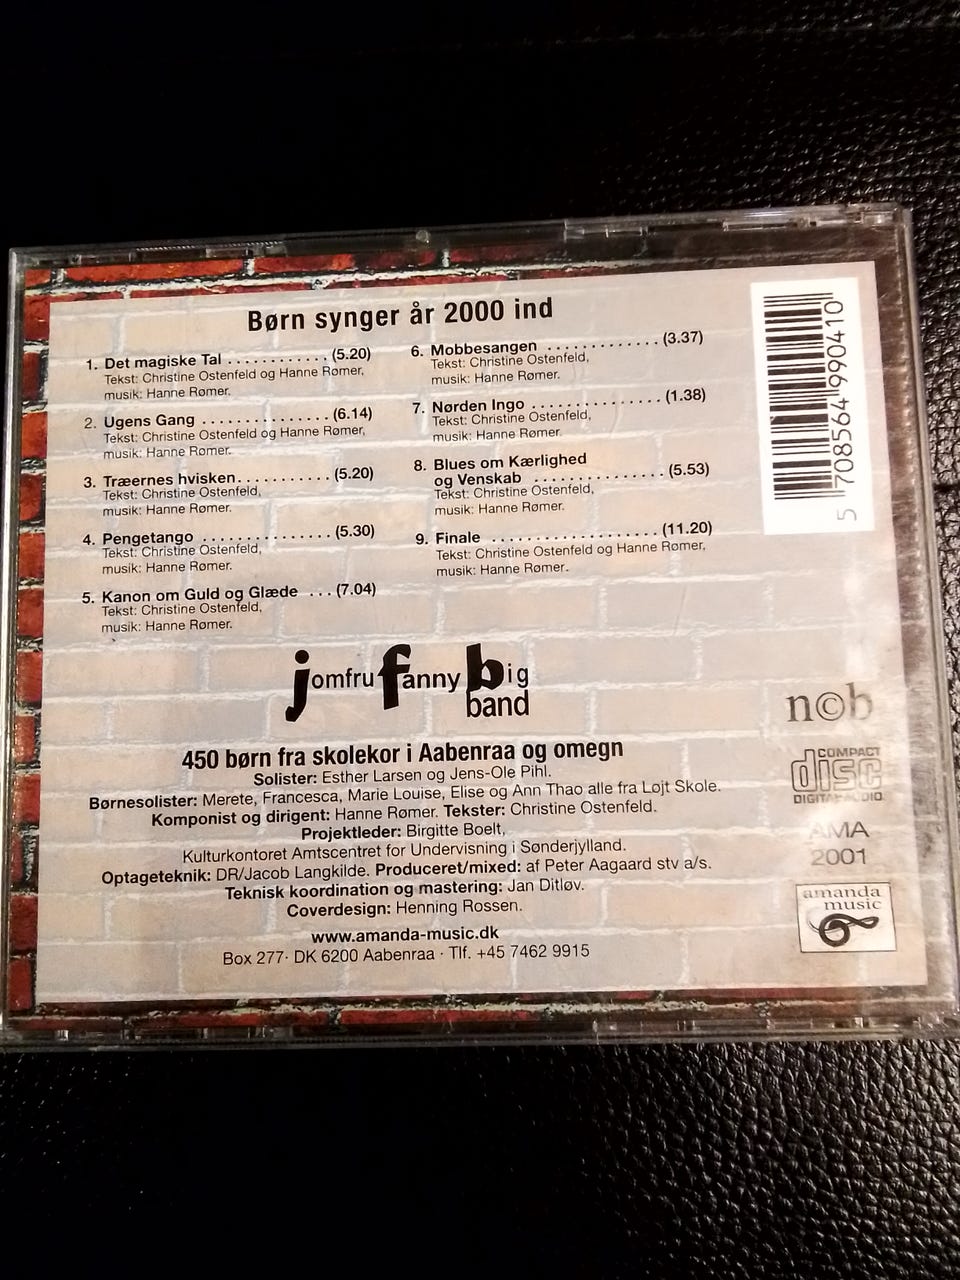 Børn synger år 2000 ind
1. Det magiske Tal . . . . . . . . . . . . (5.20)
Tekst: Christine Ostenfeld og Hanne Rømer,
musik: Hanne Rømer.
2. Ugens Gang . . . . . . . . . . . . . . . (6.14)
Tekst: Christine Ostenfeld og Hanne Rømer,
musik: Hanne Rømer.
3. Træernes hvisken. . . . . . . . . . . (5.20)
Tekst: Christine Ostenfeld,
musik: Hanne Rømer.
4. Pengetango . . . . . . . . . . . . . . . (5.30)
Tekst: Christine Ostenfeld,
musik: Hanne Rømer.
5. Kanon om Guld og Glæde . . . (7.04)
Tekst: Christine Ostenfeld,
musik: Hanne Rømer.
6. Mobbesangen . . . . . . . . . . . . . (3.37)
Tekst: Christine Ostenfeld,
musik: Hanne Rømer.
7. Nørden Ingo . . . . . . . . . . . . . . . (1.38)
Tekst: Christine Ostenfeld,
musik: Hanne Rømer.
8. Blues om Kærlighed
og Venskab . . . . . . . . . . . . . . . (5.53)
Tekst: Christine Ostenfeld,
musik: Hanne Rømer.
9. Finale . . . . . . . . . . . . . . . . . . . (11.20)
Tekst: Christine Ostenfeld og Hanne Rømer,
musik: Hanne Rømer.
5 708564 990410
jomfru fanny big
band
n©b
450 børn fra skolekor i Aabenraa og omegn
Solister: Esther Larsen og Jens-Ole Pihl.
Børnesolister: Merete, Francesca, Marie Louise, Elise og Ann Thao alle fra Løjt Skole.
Komponist og dirigent: Hanne Rømer. Tekster: Christine Ostenfeld.
Projektleder: Birgitte Boelt,
Kulturkontoret Amtscentret for Undervisning i Sønderjylland.
Optageteknik: DR/Jacob Langkilde. Produceret/mixed: af Peter Aagaard stv a/s.
Teknisk koordination og mastering: Jan Ditløv.
Coverdesign: Henning Rossen.
www.amanda-music.dk
Box 277· DK 6200 Aabenraa · Tlf. +45 7462 9915
COMPACT
disc
DIGITAL AUDIO
AMA
2001
amanda
music